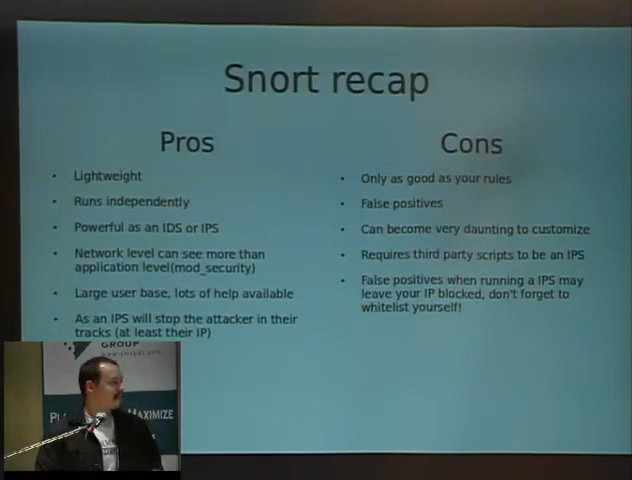 Snort recap
Pros
• Lightweight
• Runs independently
• Powerful as an IDS or IPS
• Network level can see more than
application level(mod_security)
• Large user base, lots of help available
• As an IPS will stop the attacker in their
tracks (at least their IP)
Cons
• Only as good as your rules
• False positives
• Can become very daunting to customize
• Requires third party scripts to be an IPS
• False positives when running a IPS may
leave your IP blocked, don't forget to
whitelist yourself!
GROUP
MAXIMIZE